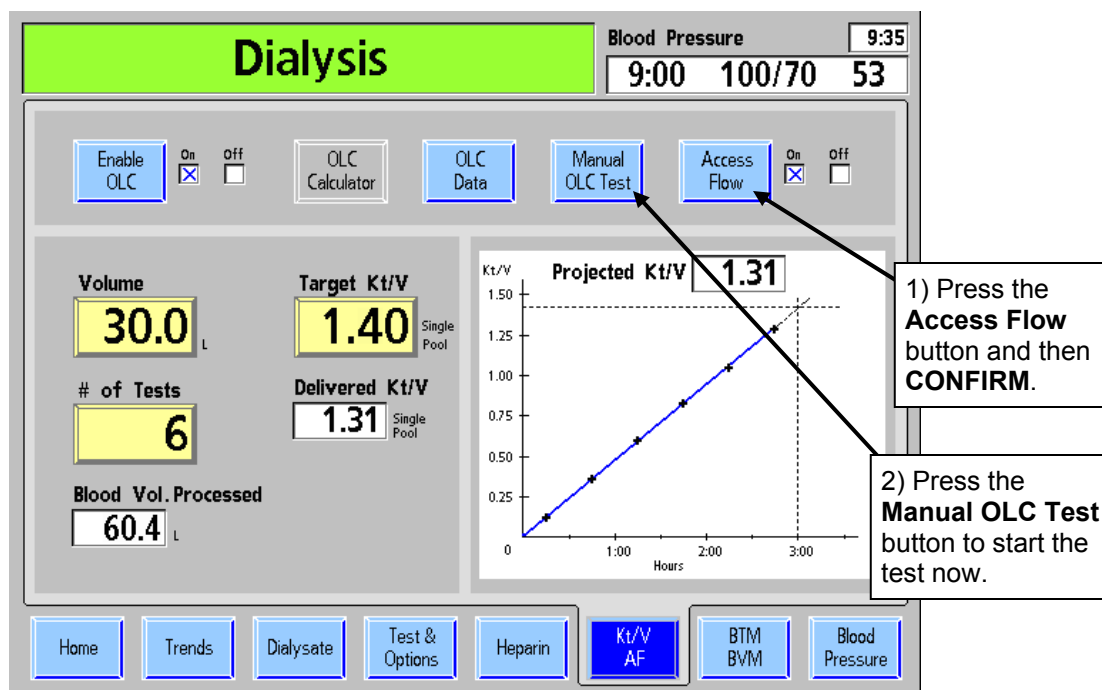 Dialysis
Blood Pressure
9:35
9:00 100/70 53
Enable
OLC
On Off
OLC
Calculator
OLC
Data
Manual
OLC Test
Access
Flow
On Off
Volume
30.0 L
Target Kt/V
1.40 Single
Pool
# of Tests
6
Delivered Kt/V
1.31 Single
Pool
Blood Vol.Processed
60.4 L
Kt/V
Projected Kt/V 1.31
1.50
1.25
1.00
0.75
0.50
0.25
0 1:00 2:00 3:00
Hours
1) Press the
Access Flow
button and then
CONFIRM.
2) Press the
Manual OLC Test
button to start the
test now.
Home
Trends
Dialysate
Test &
Options
Heparin
Kt/V
AF
BTM
BVM
Blood
Pressure